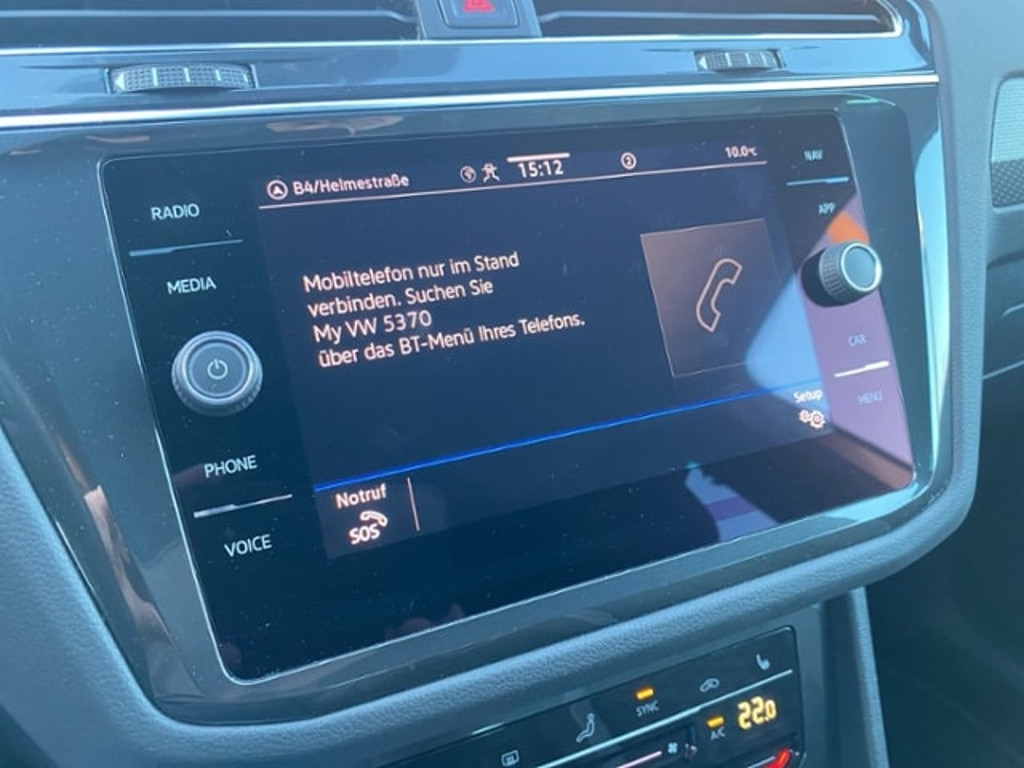 B4/Helmestraße
15:12
2
10.0°C
NAV
RADIO
APP
MEDIA
Mobiltelefon nur im Stand
verbinden. Suchen Sie
My VW 5370
über das BT-Menü Ihres Telefons.
CAR
Setup
MENU
PHONE
Notruf
SOS
VOICE
SYNC
A/C
22.0